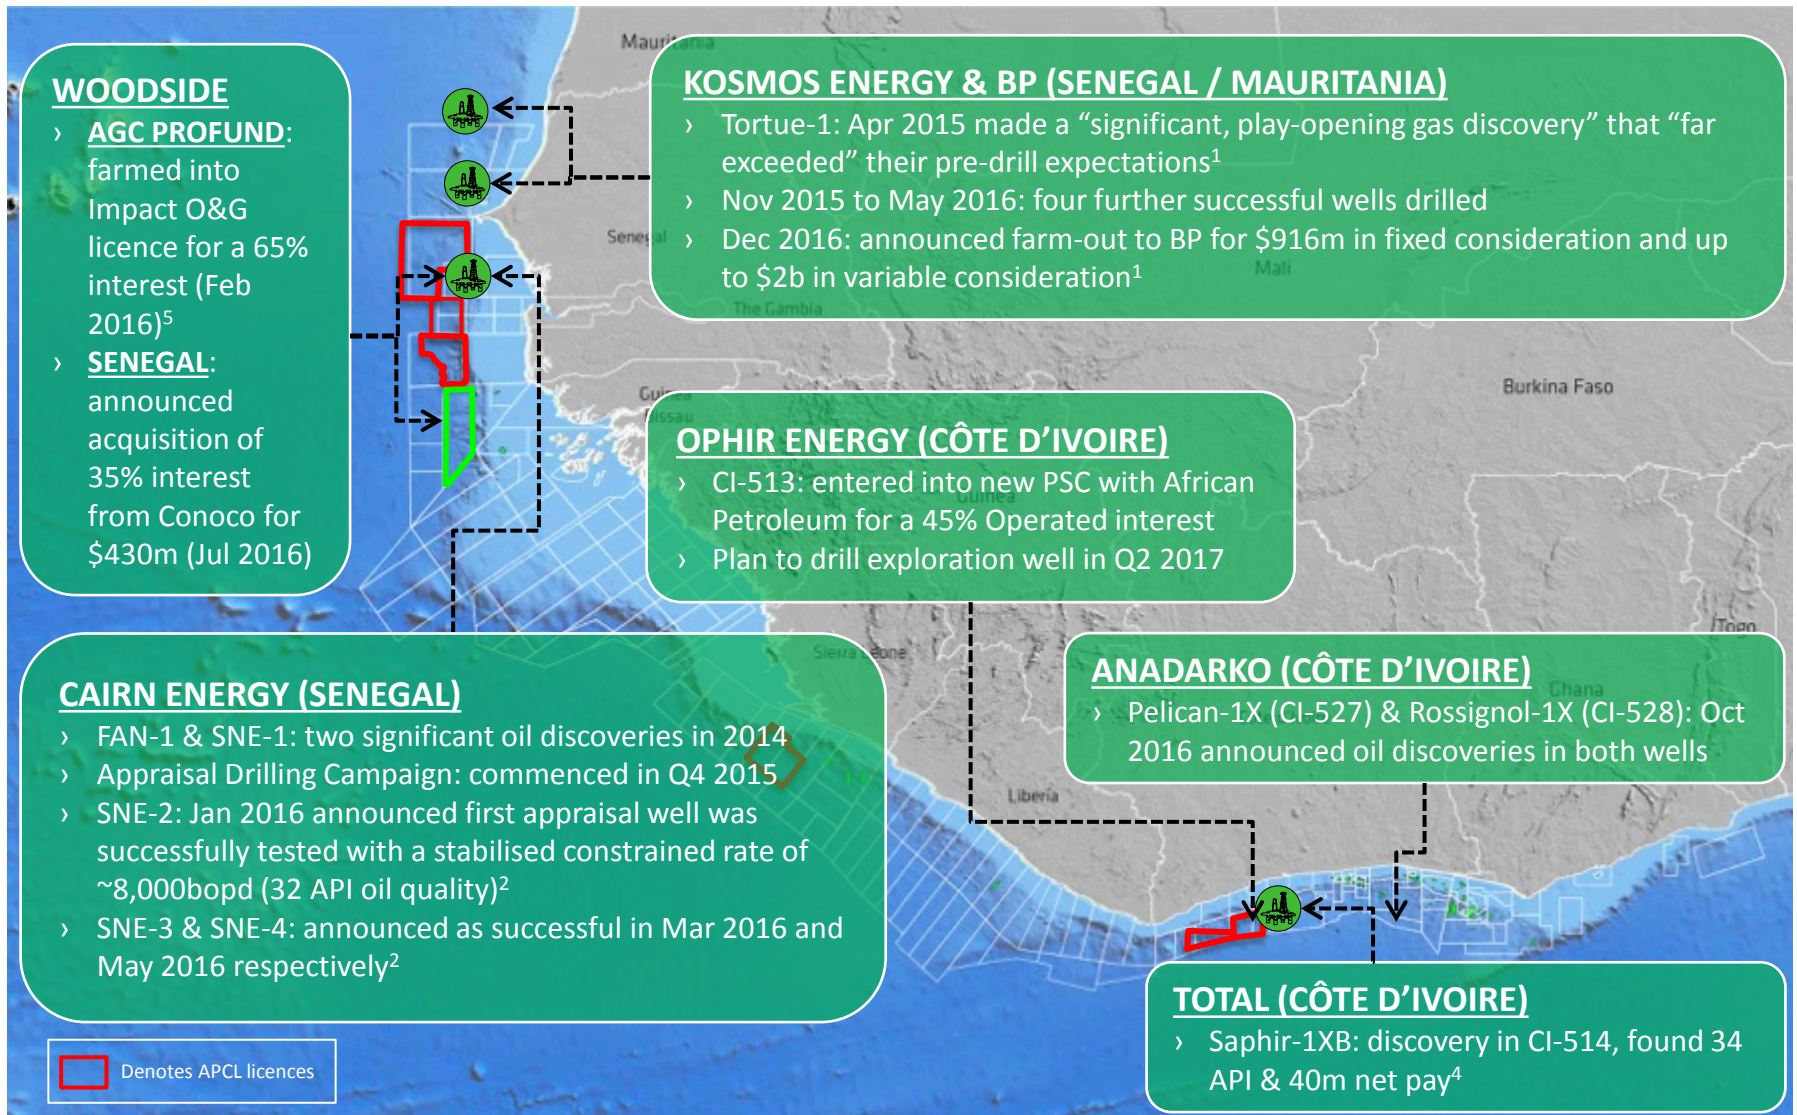 Mauritania
WOODSIDE
› AGC PROFUND:
farmed into
Impact O&G
licence for a 65%
interest (Feb
2016)5
› SENEGAL:
announced
acquisition of
35% interest
from Conoco for
$430m (Jul 2016)
KOSMOS ENERGY & BP (SENEGAL / MAURITANIA)
› Tortue-1: Apr 2015 made a “significant, play-opening gas discovery” that “far
exceeded” their pre-drill expectations1
› Nov 2015 to May 2016: four further successful wells drilled
› Dec 2016: announced farm-out to BP for $916m in fixed consideration and up
to $2b in variable consideration1
Senegal
Mali
The Gambia
Guinea
Bissau
Burkina Faso
OPHIR ENERGY (CÔTE D’IVOIRE)
› CI-513: entered into new PSC with African
Petroleum for a 45% Operated interest
› Plan to drill exploration well in Q2 2017
Guinea
Togo
Sierra Leone
CAIRN ENERGY (SENEGAL)
› FAN-1 & SNE-1: two significant oil discoveries in 2014
› Appraisal Drilling Campaign: commenced in Q4 2015
› SNE-2: Jan 2016 announced first appraisal well was
successfully tested with a stabilised constrained rate of
~8,000bopd (32 API oil quality)2
› SNE-3 & SNE-4: announced as successful in Mar 2016 and
May 2016 respectively2
ANADARKO (CÔTE D’IVOIRE)
› Pelican-1X (CI-527) & Rossignol-1X (CI-528): Oct
2016 announced oil discoveries in both wells
Ghana
Liberia
TOTAL (CÔTE D’IVOIRE)
› Saphir-1XB: discovery in CI-514, found 34
API & 40m net pay4
Denotes APCL licences